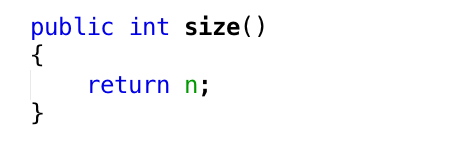 public int size()
{
    return n;
}